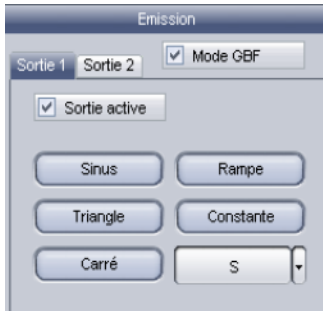 Emission
Sortie 1 Sortie 2 Mode GBF
Sortie active
Sinus Rampe
Triangle Constante
Carré S